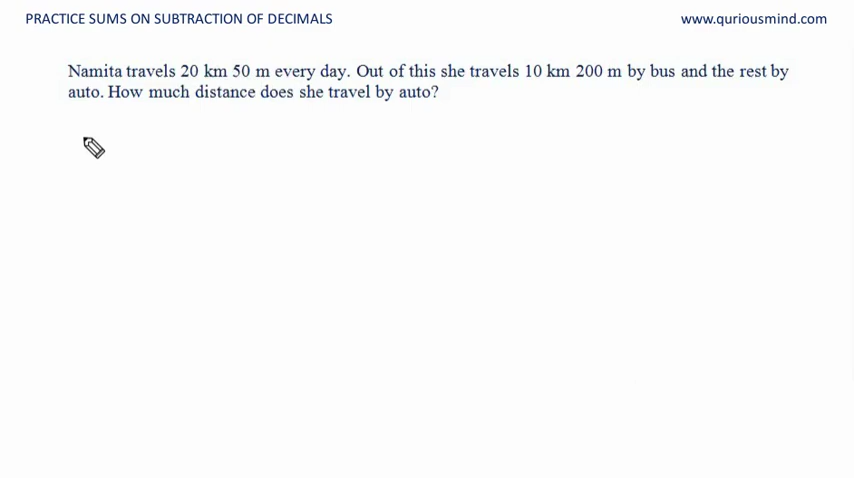 PRACTICE SUMS ON SUBTRACTION OF DECIMALS
www.quriousmind.com
Namita travels 20 km 50 m every day. Out of this she travels 10 km 200 m by bus and the rest by
auto. How much distance does she travel by auto?